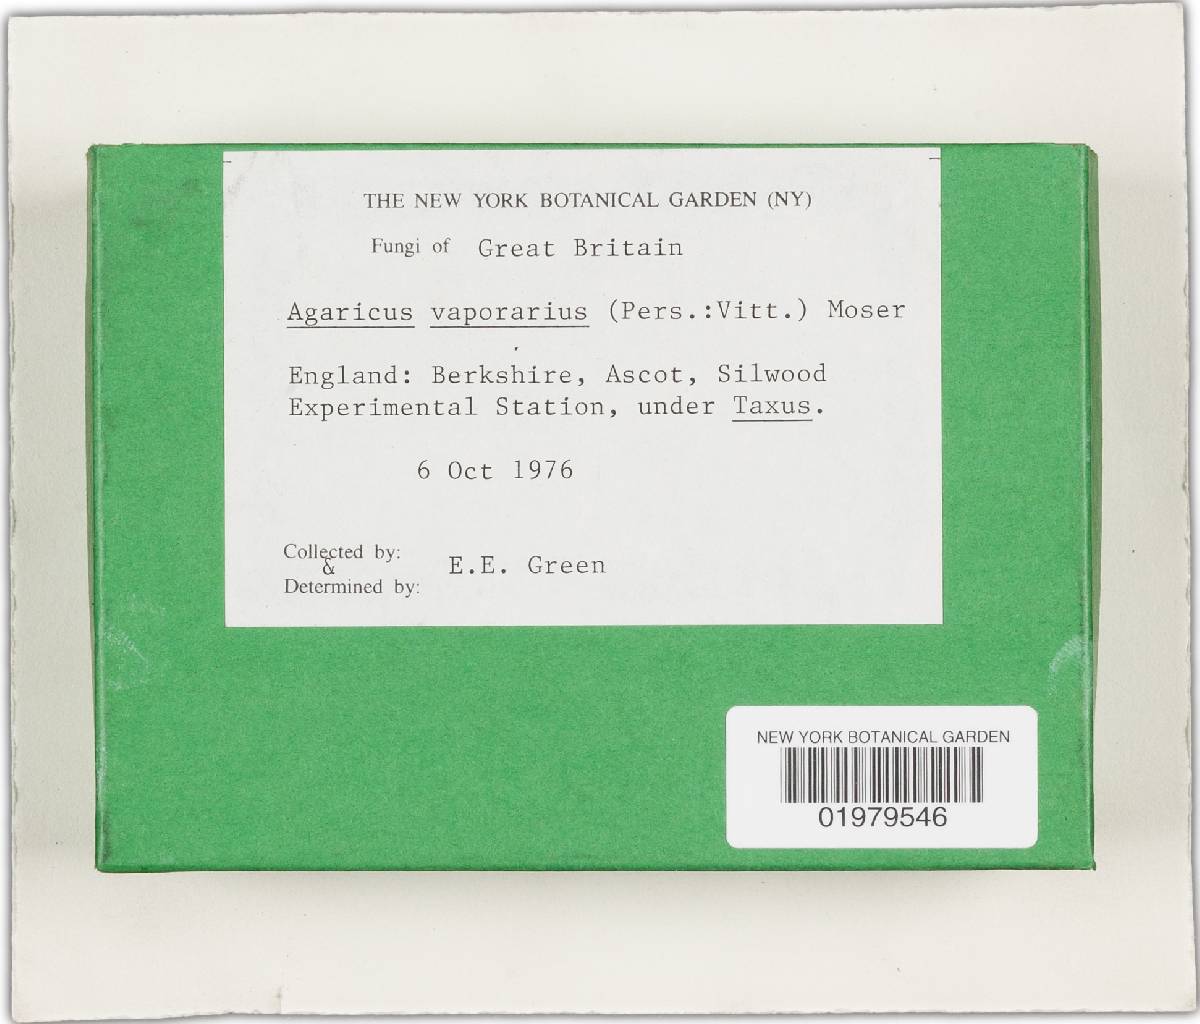 THE NEW YORK BOTANICAL GARDEN (NY)
Fungi of Great Britain
Agaricus vaporarius (Pers.:Vitt.) Moser
England: Berkshire, Ascot, Silwood
Experimental Station, under Taxus.
6 Oct 1976
Collected by:
& E.E. Green
Determined by:
NEW YORK BOTANICAL GARDEN
01979546